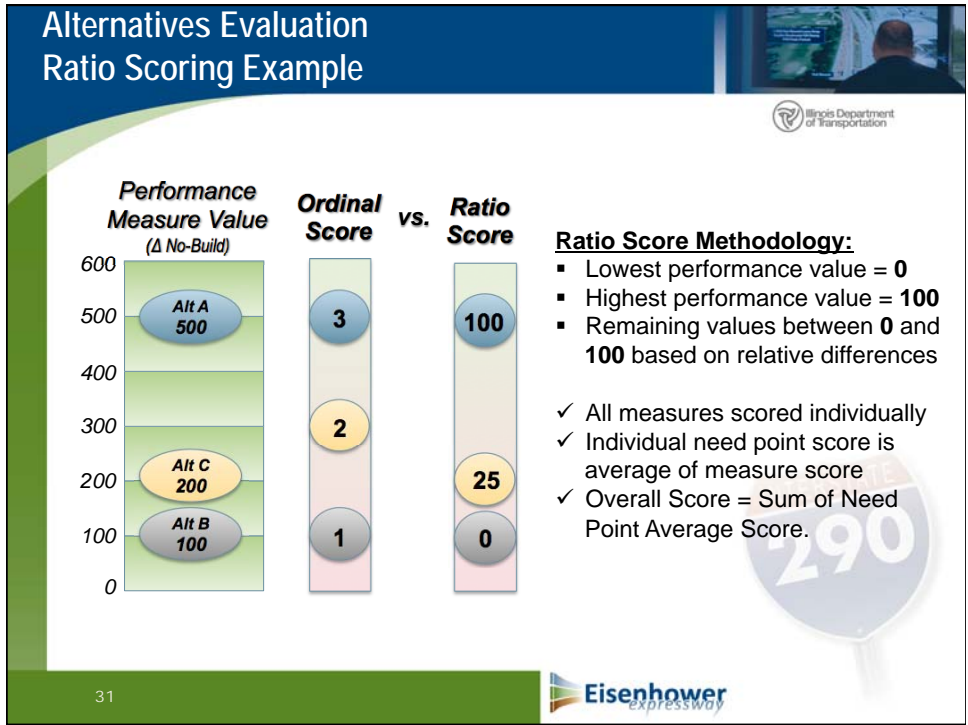 Alternatives Evaluation
Ratio Scoring Example
Illinois Department
of Transportation
Performance
Measure Value
(Δ No-Build)
Ordinal
Score
vs.
Ratio
Score
600
500
400
300
200
100
0
Alt A
500
Alt C
200
Alt B
100
3
2
1
100
25
0
Ratio Score Methodology:
▪ Lowest performance value = 0
▪ Highest performance value = 100
▪ Remaining values between 0 and
100 based on relative differences
✓ All measures scored individually
✓ Individual need point score is
average of measure score
✓ Overall Score = Sum of Need
Point Average Score.
INTERSTATE
290
31
Eisenhower
expressway